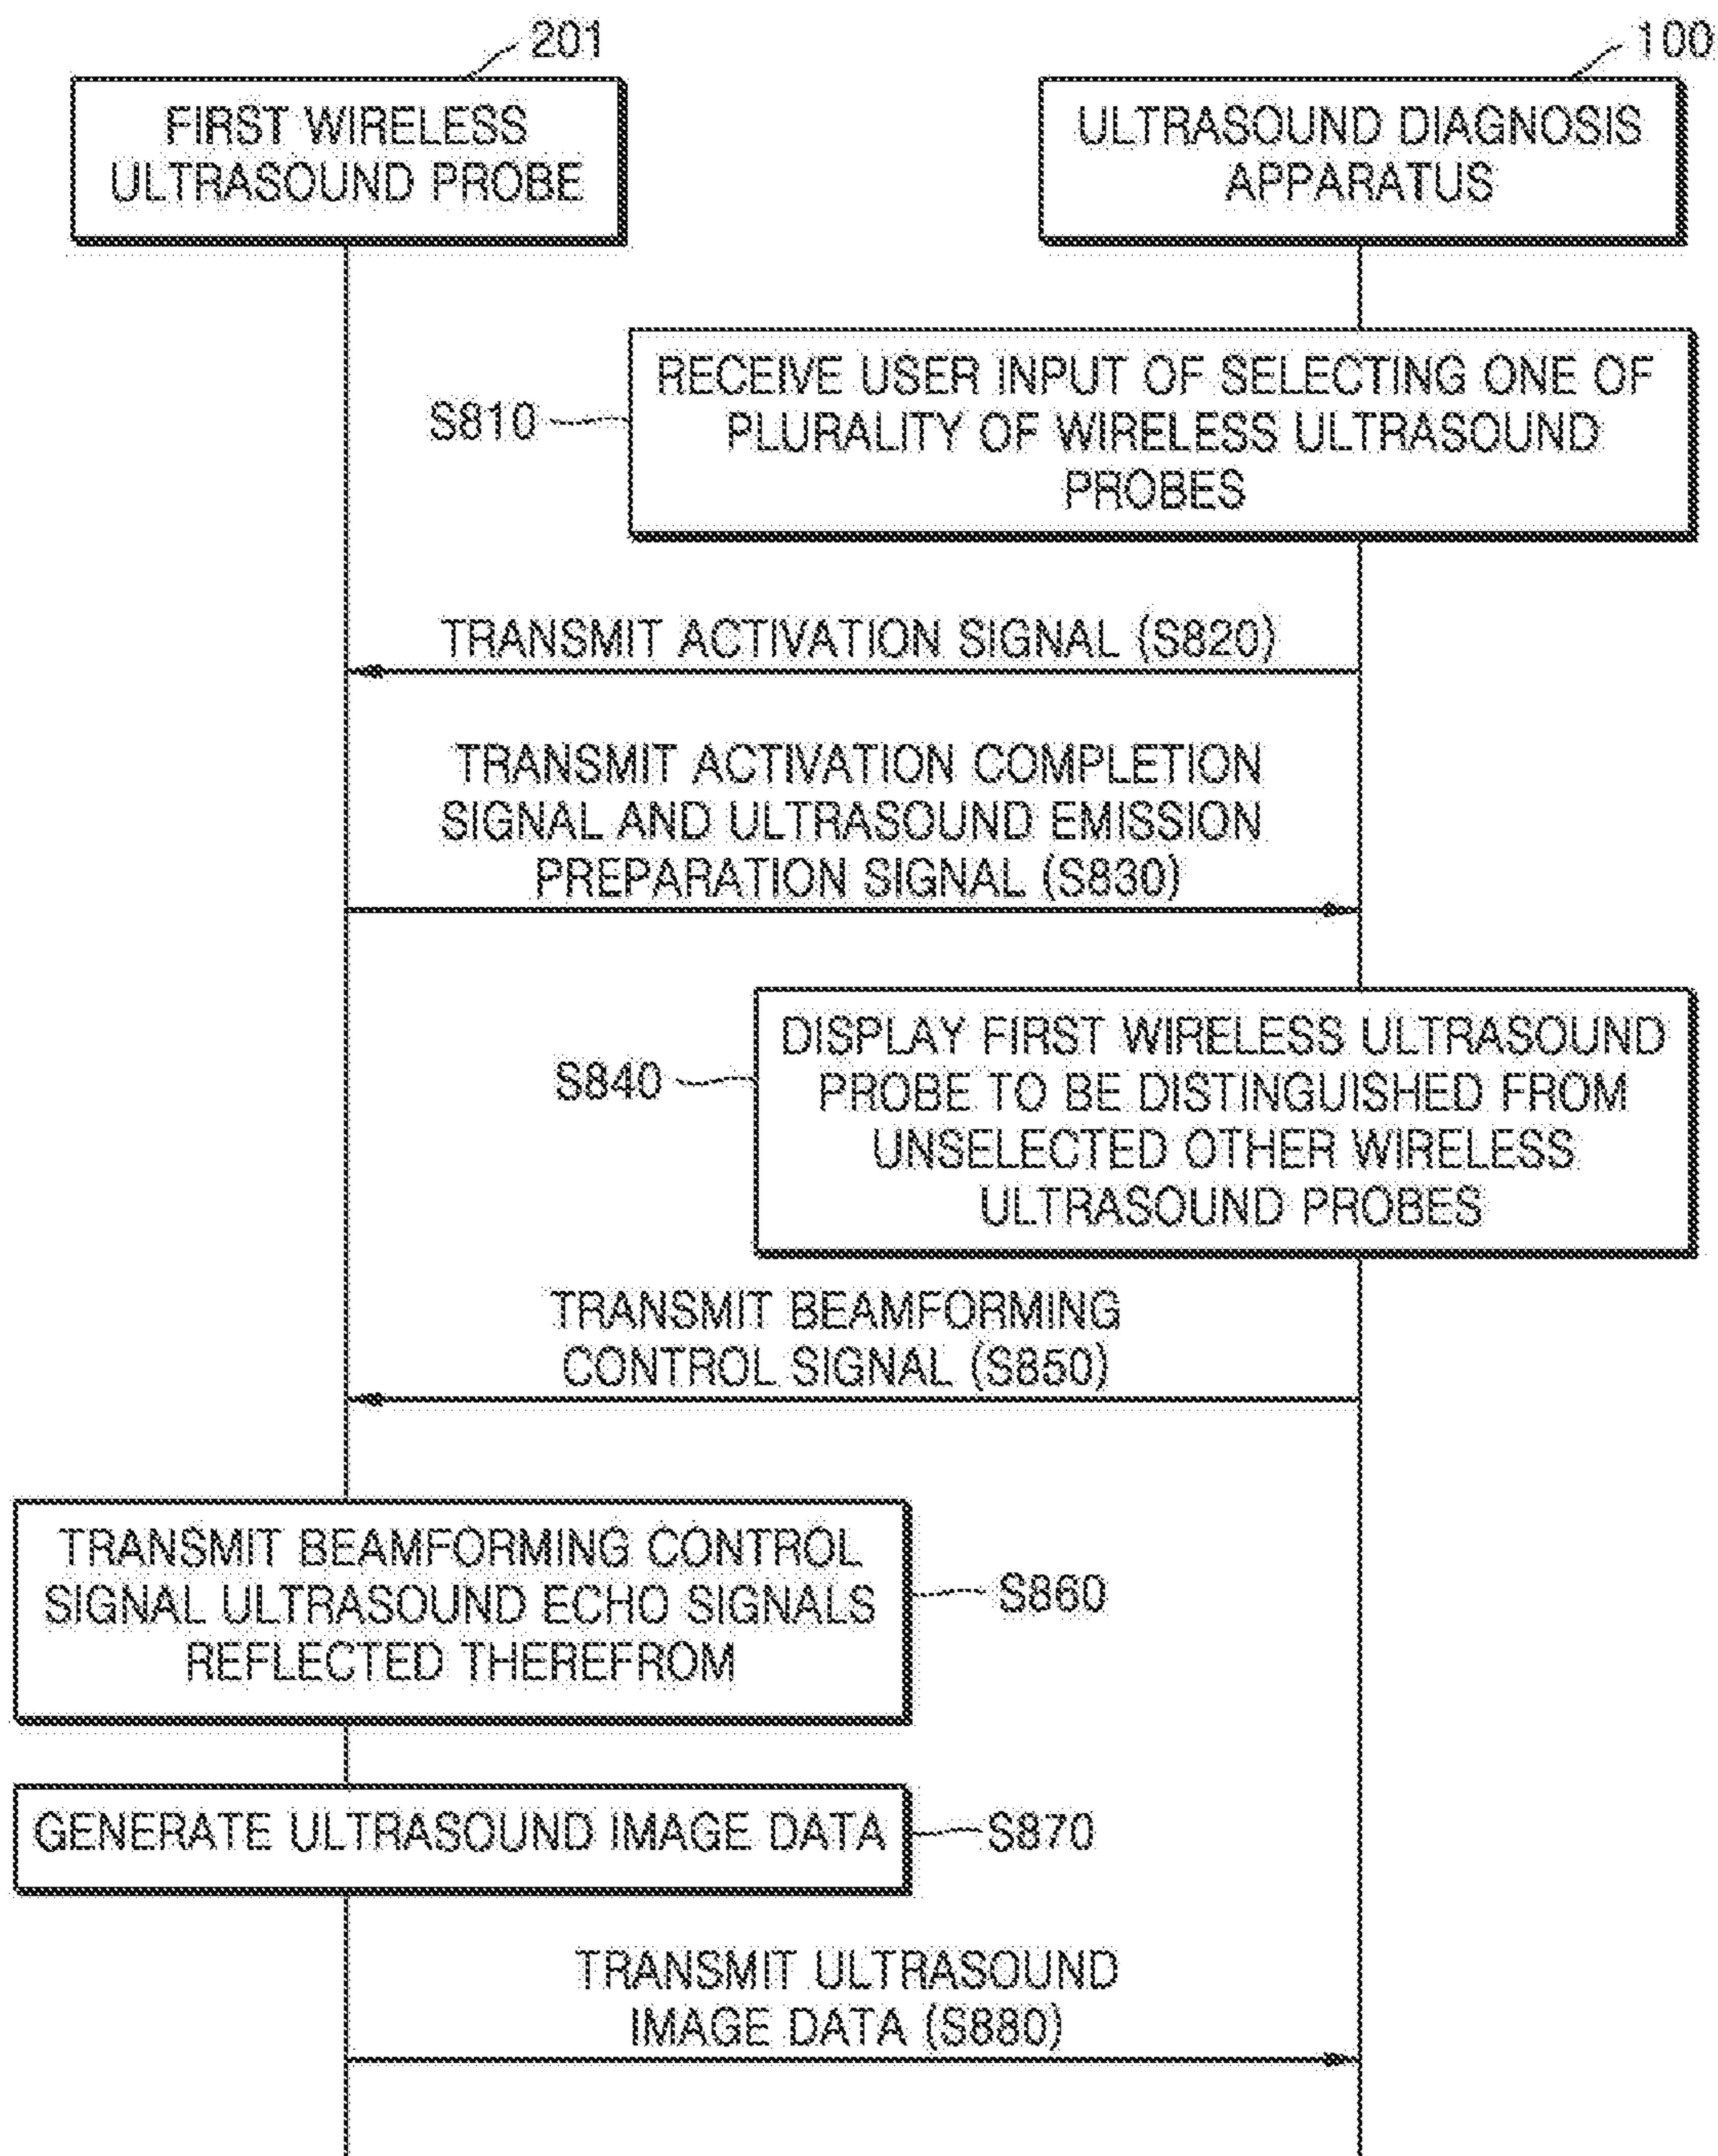 201
100
FIRST WIRELESS
ULTRASOUND PROBE
ULTRASOUND DIAGNOSIS
APPARATUS
S810
RECEIVE USER INPUT OF SELECTING ONE OF
PLURALITY OF WIRELESS ULTRASOUND
PROBES
TRANSMIT ACTIVATION SIGNAL (S820)
TRANSMIT ACTIVATION COMPLETION
SIGNAL AND ULTRASOUND EMISSION
PREPARATION SIGNAL (S830)
S840
DISPLAY FIRST WIRELESS ULTRASOUND
PROBE TO BE DISTINGUISHED FROM
UNSELECTED OTHER WIRELESS
ULTRASOUND PROBES
TRANSMIT BEAMFORMING
CONTROL SIGNAL (S850)
TRANSMIT BEAMFORMING CONTROL
SIGNAL ULTRASOUND ECHO SIGNALS
REFLECTED THEREFROM
S860
GENERATE ULTRASOUND IMAGE DATA
S870
TRANSMIT ULTRASOUND
IMAGE DATA (S880)